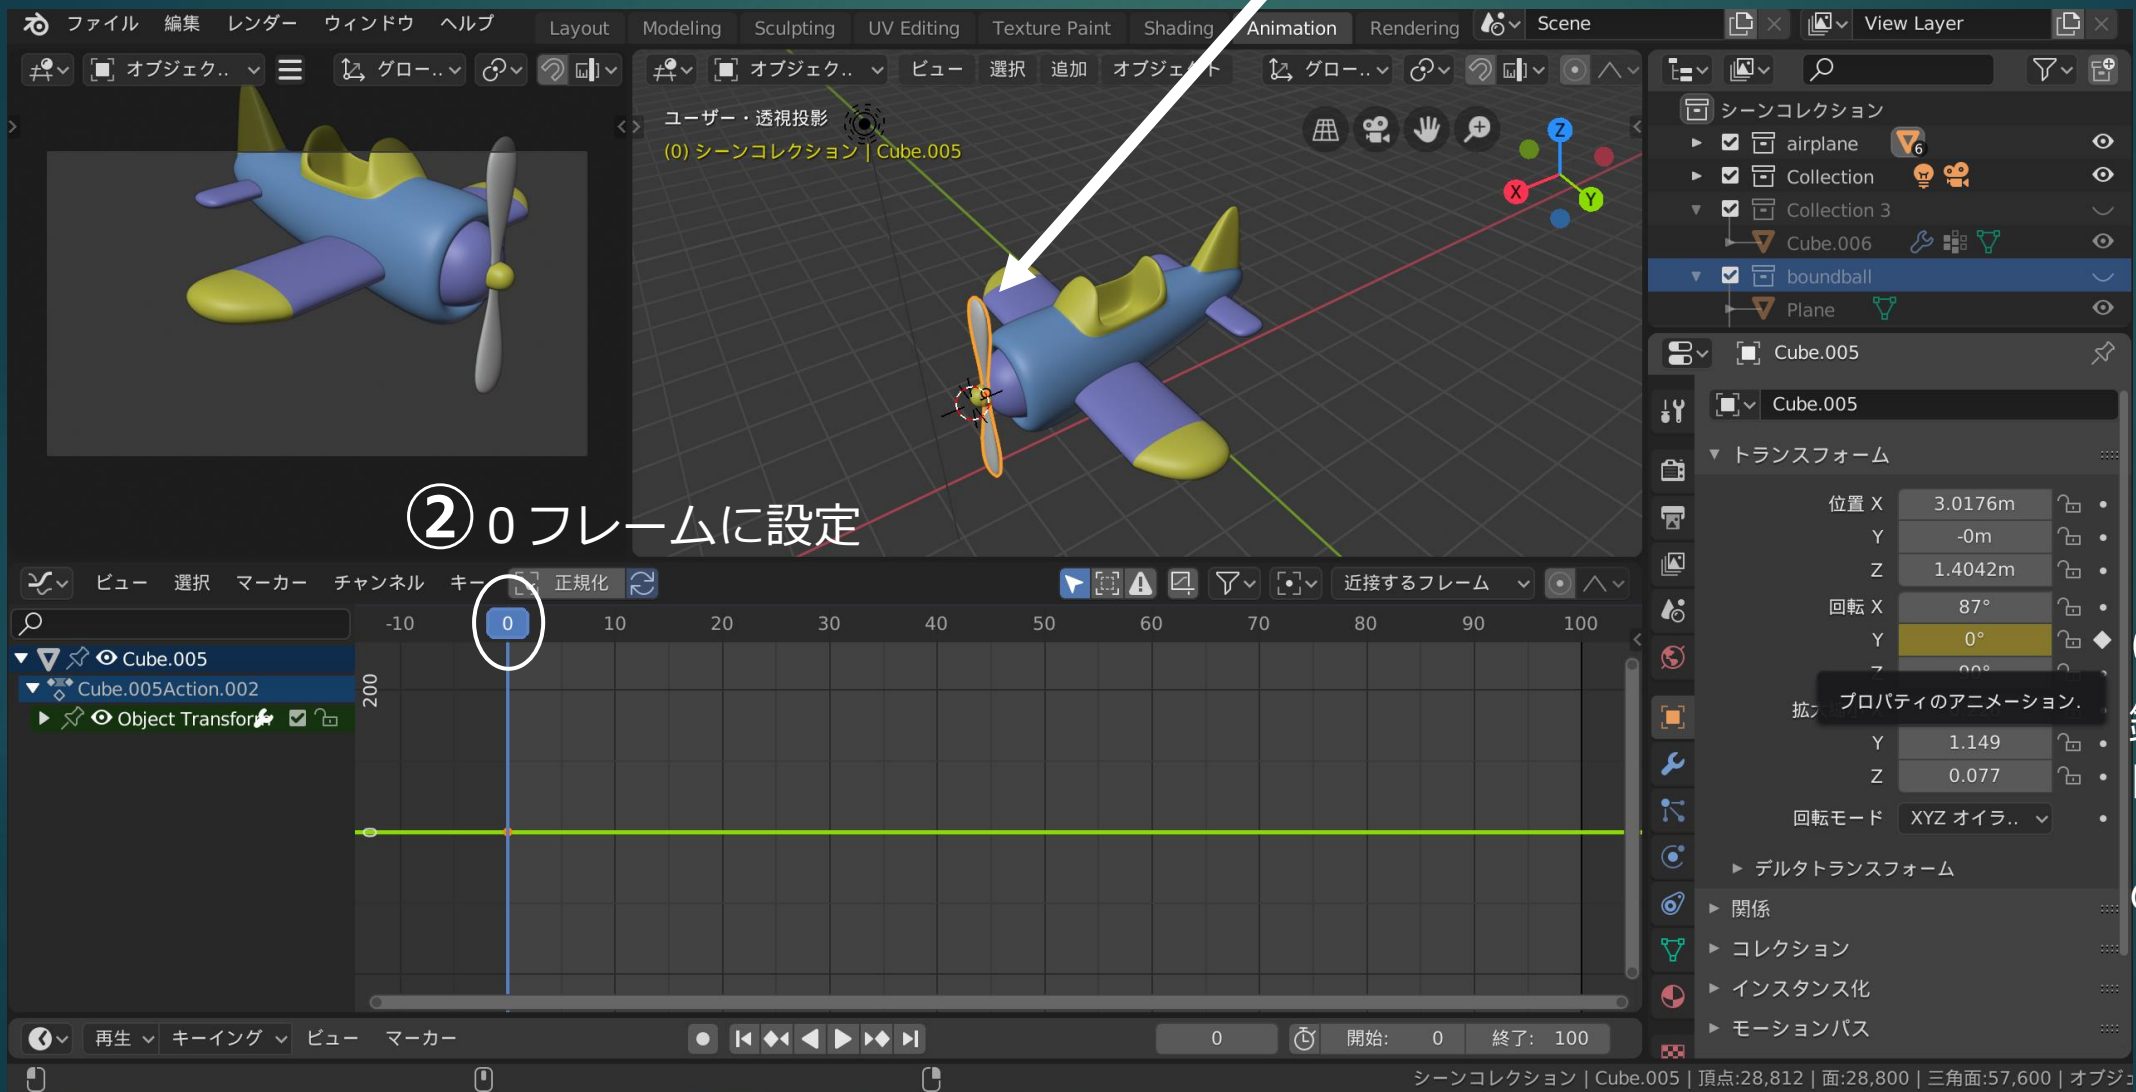 ファイル 編集 レンダー ウィンドウ ヘルプ Layout Modeling Sculpting UV Editing Texture Paint Shading Animation Rendering Scene View Layer
オブジェク.. グロー.. オブジェク.. ビュー 選択 追加 オブジェクト グロー..
ユーザー・透視投影
(0) シーンコレクション | Cube.005
Z
X
Y
シーンコレクション
airplane 6
Collection
Collection 3
Cube.006
boundball
Plane
Cube.005
Cube.005
トランスフォーム
位置 X 3.0176m
Y -0m
Z 1.4042m
回転 X 87°
Y 0°
Z 90°
プロパティのアニメーション.
Y 1.149
Z 0.077
回転モード XYZ オイラ..
デルタトランスフォーム
関係
コレクション
インスタンス化
モーションパス
② 0 フレームに設定
ビュー 選択 マーカー チャンネル キー 正規化 近接するフレーム
-10 0 10 20 30 40 50 60 70 80 90 100
Cube.005
Cube.005Action.002
Object Transform
200
0
再生 キーイング ビュー マーカー 0 開始: 0 終了: 100
シーンコレクション | Cube.005 | 頂点:28,812 | 面:28,800 | 三角面:57,600 | オブジ